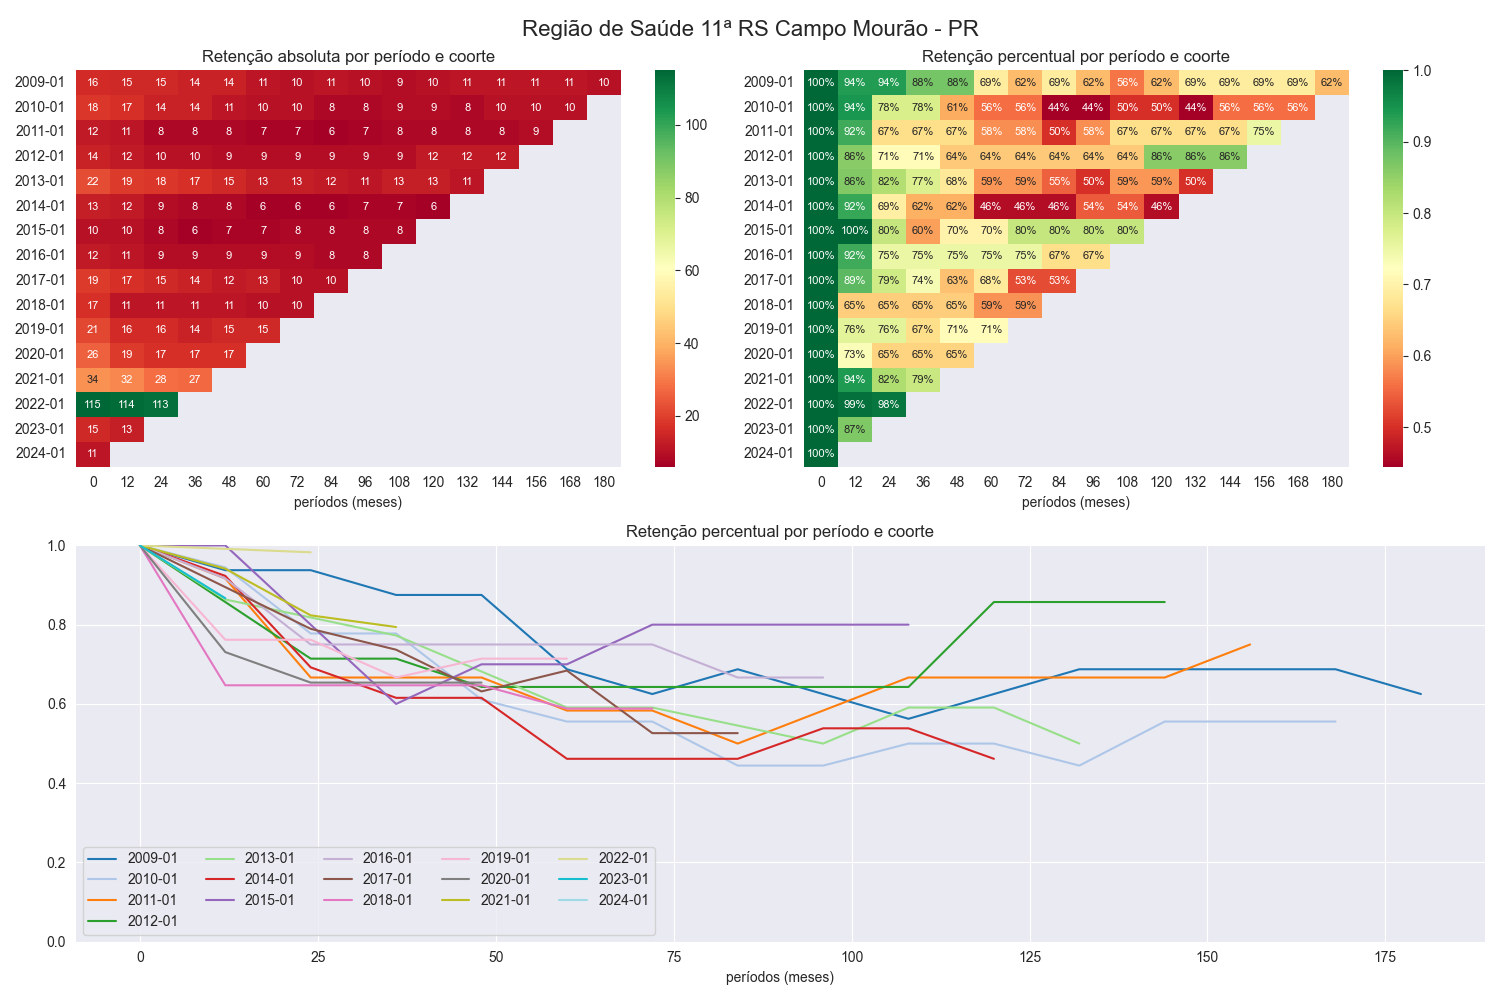 Região de Saúde 11ª RS Campo Mourão - PR
Retenção absoluta por período e coorte
2009-01 16 15 15 14 14 11 10 11 10 9 10 11 11 11 11 10
2010-01 18 17 14 14 11 10 10 8 8 9 9 8 10 10 10
2011-01 12 11 8 8 8 7 7 6 7 8 8 8 8 9
2012-01 14 12 10 10 9 9 9 9 9 9 12 12 12
2013-01 22 19 18 17 15 13 13 12 11 13 13 11
2014-01 13 12 9 8 8 6 6 6 7 7 6
2015-01 10 10 8 6 7 7 8 8 8 8
2016-01 12 11 9 9 9 9 9 8 8
2017-01 19 17 15 14 12 13 10 10
2018-01 17 11 11 11 11 10 10
2019-01 21 16 16 14 15 15
2020-01 26 19 17 17 17
2021-01 34 32 28 27
2022-01 115 114 113
2023-01 15 13
2024-01 11
0 12 24 36 48 60 72 84 96 108 120 132 144 156 168 180
períodos (meses)
100
80
60
40
20
Retenção percentual por período e coorte
2009-01 100% 94% 94% 88% 88% 69% 62% 69% 62% 56% 62% 69% 69% 69% 69% 62%
2010-01 100% 94% 78% 78% 61% 56% 56% 44% 44% 50% 50% 44% 56% 56% 56%
2011-01 100% 92% 67% 67% 67% 58% 58% 50% 58% 67% 67% 67% 67% 75%
2012-01 100% 86% 71% 71% 64% 64% 64% 64% 64% 64% 86% 86% 86%
2013-01 100% 86% 82% 77% 68% 59% 59% 55% 50% 59% 59% 50%
2014-01 100% 92% 69% 62% 62% 46% 46% 46% 54% 54% 46%
2015-01 100% 100% 80% 60% 70% 70% 80% 80% 80% 80%
2016-01 100% 92% 75% 75% 75% 75% 75% 67% 67%
2017-01 100% 89% 79% 74% 63% 68% 53% 53%
2018-01 100% 65% 65% 65% 65% 59% 59%
2019-01 100% 76% 76% 67% 71% 71%
2020-01 100% 73% 65% 65% 65%
2021-01 100% 94% 82% 79%
2022-01 100% 99% 98%
2023-01 100% 87%
2024-01 100%
0 12 24 36 48 60 72 84 96 108 120 132 144 156 168 180
períodos (meses)
1.0
0.9
0.8
0.7
0.6
0.5
Retenção percentual por período e coorte
1.0
0.8
0.6
0.4
0.2
0.0
2009-01 2013-01 2016-01 2019-01 2022-01
2010-01 2014-01 2017-01 2020-01 2023-01
2011-01 2015-01 2018-01 2021-01 2024-01
2012-01
0 25 50 75 100 125 150 175
períodos (meses)